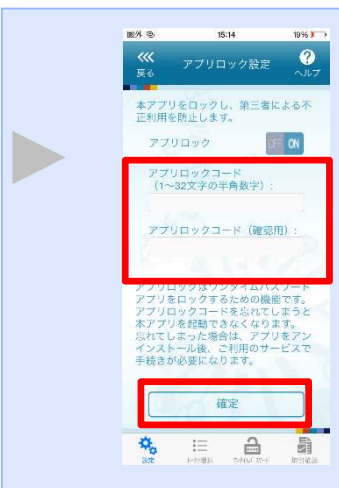 圏外
15:14
19%
戻る
アプリロック設定
?
ヘルプ
本アプリをロックし、第三者による不
正利用を防止します。
アプリロック
OFF ON
アプリロックコード
(1~32文字の半角数字):
アプリロックコード(確認用):
アプリロックはワンタイムパスワード
アプリをロックするための機能です。
アプリロックコードを忘れてしまうと
本アプリを起動できなくなります。
忘れてしまった場合は、アプリをアン
インストール後、ご利用のサービスで
手続きが必要になります。
確定
設定